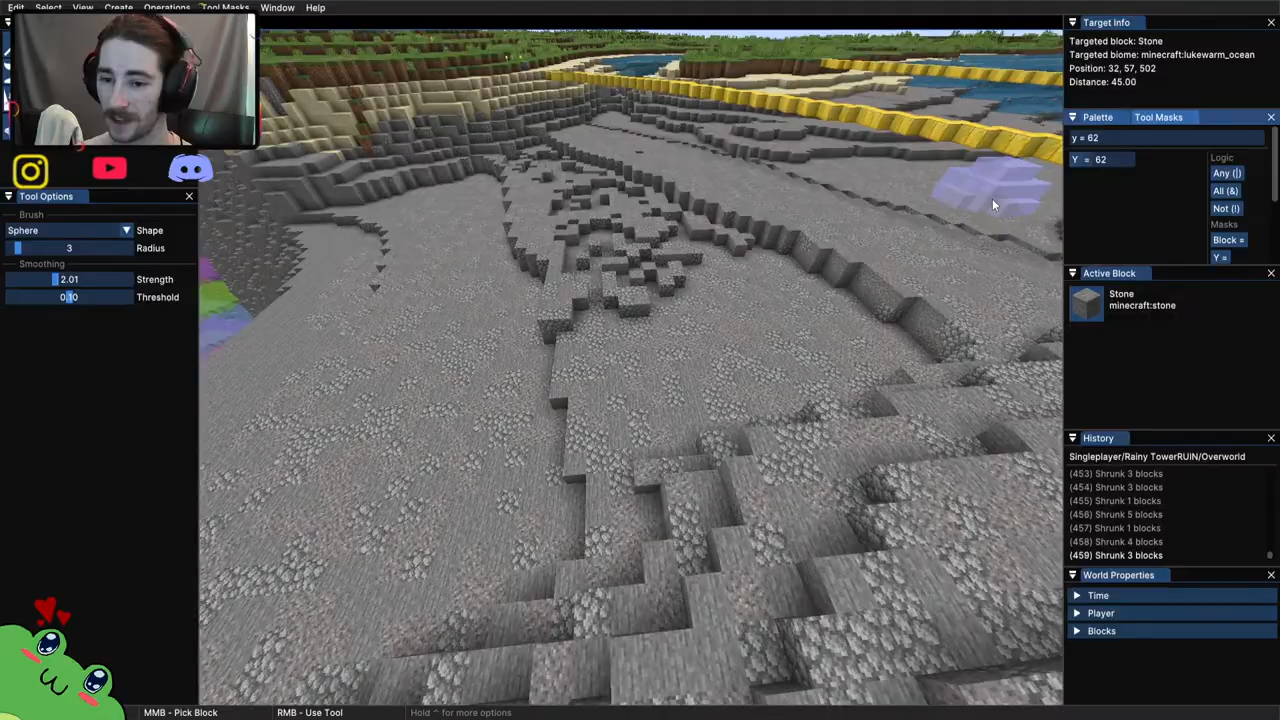 Edit Select View Create Operations Tool Masks Window Help
Tool Options
Brush
Sphere Shape
3 Radius
Smoothing
2.01 Strength
0.10 Threshold
Target Info
Targeted block: Stone
Targeted biome: minecraft:lukewarm_ocean
Position: 32, 57, 502
Distance: 45.00
Palette Tool Masks
y = 62
Y = 62
Logic
Any (|)
All (&)
Not (!)
Masks
Block =
Y =
Active Block
Stone
minecraft:stone
History
Singleplayer/Rainy TowerRUIN/Overworld
(453) Shrunk 3 blocks
(454) Shrunk 3 blocks
(455) Shrunk 1 blocks
(456) Shrunk 5 blocks
(457) Shrunk 1 blocks
(458) Shrunk 4 blocks
(459) Shrunk 3 blocks
World Properties
Time
Player
Blocks
MMB - Pick Block RMB - Use Tool Hold ^ for more options